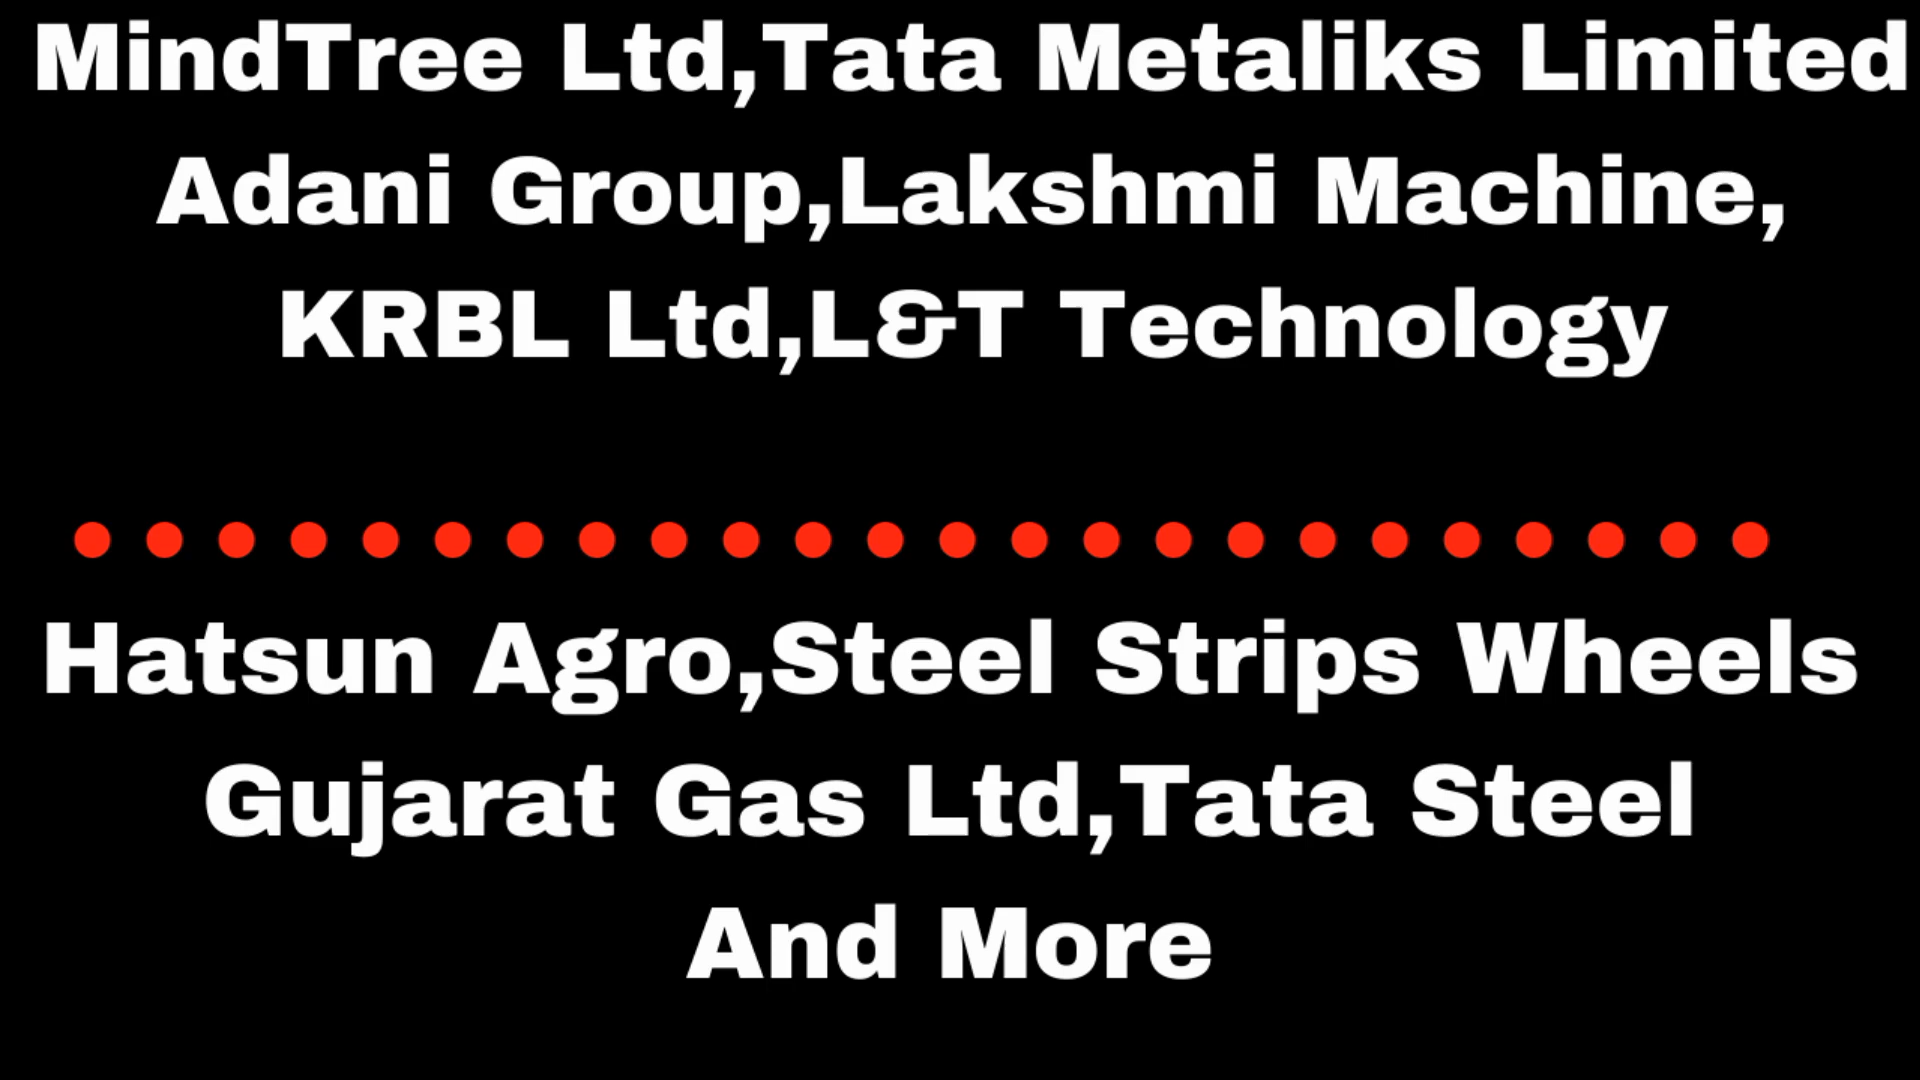 MindTree Ltd,Tata Metaliks Limited
Adani Group,Lakshmi Machine,
KRBL Ltd,L&T Technology
Hatsun Agro,Steel Strips Wheels
Gujarat Gas Ltd,Tata Steel
And More